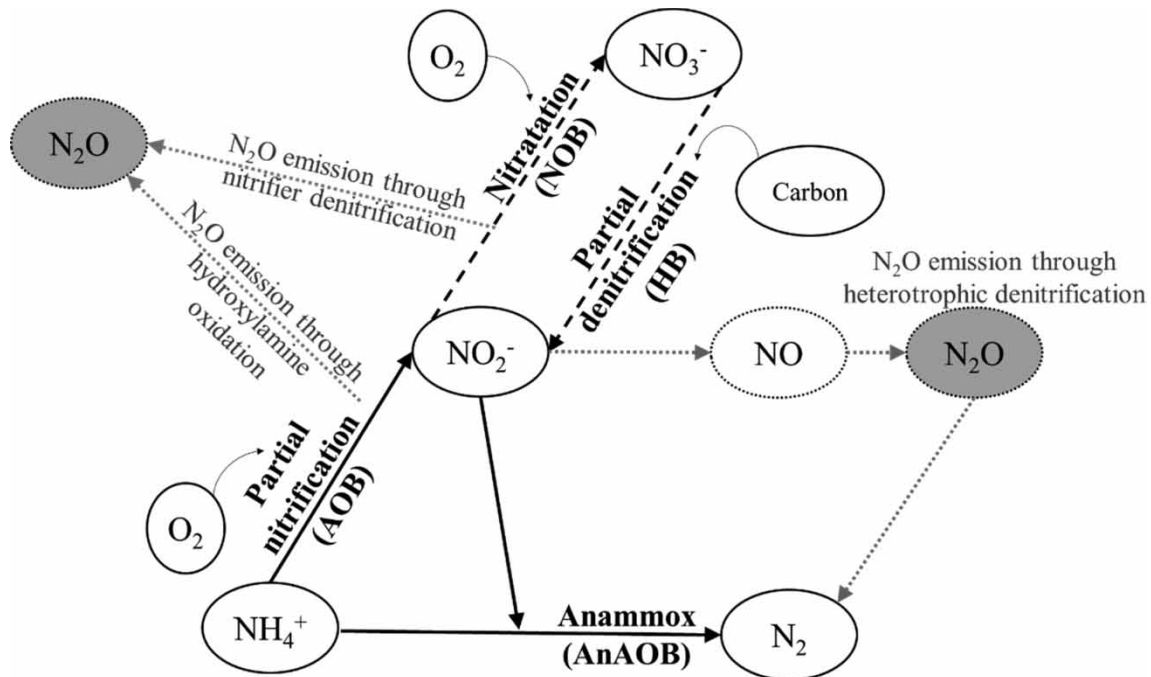 O₂
NO₃⁻
N₂O
N₂O emission through
nitrifier denitrification
Nitratation
(NOB)
Partial
denitrification
(HB)
Carbon
N₂O emission through
hydroxylamine
oxidation
N₂O emission through
heterotrophic denitrification
NO₂⁻
NO
N₂O
Partial
nitrification
(AOB)
O₂
NH₄⁺
Anammox
(AnAOB)
N₂